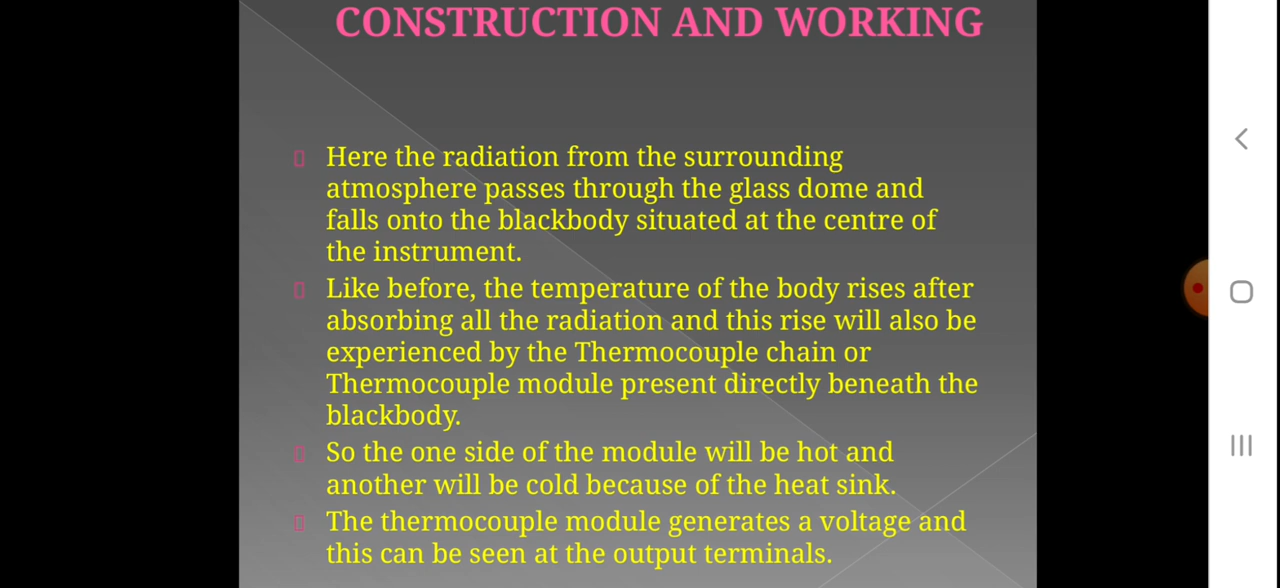 CONSTRUCTION AND WORKING
Here the radiation from the surrounding
atmosphere passes through the glass dome and
falls onto the blackbody situated at the centre of
the instrument.
Like before, the temperature of the body rises after
absorbing all the radiation and this rise will also be
experienced by the Thermocouple chain or
Thermocouple module present directly beneath the
blackbody.
So the one side of the module will be hot and
another will be cold because of the heat sink.
The thermocouple module generates a voltage and
this can be seen at the output terminals.